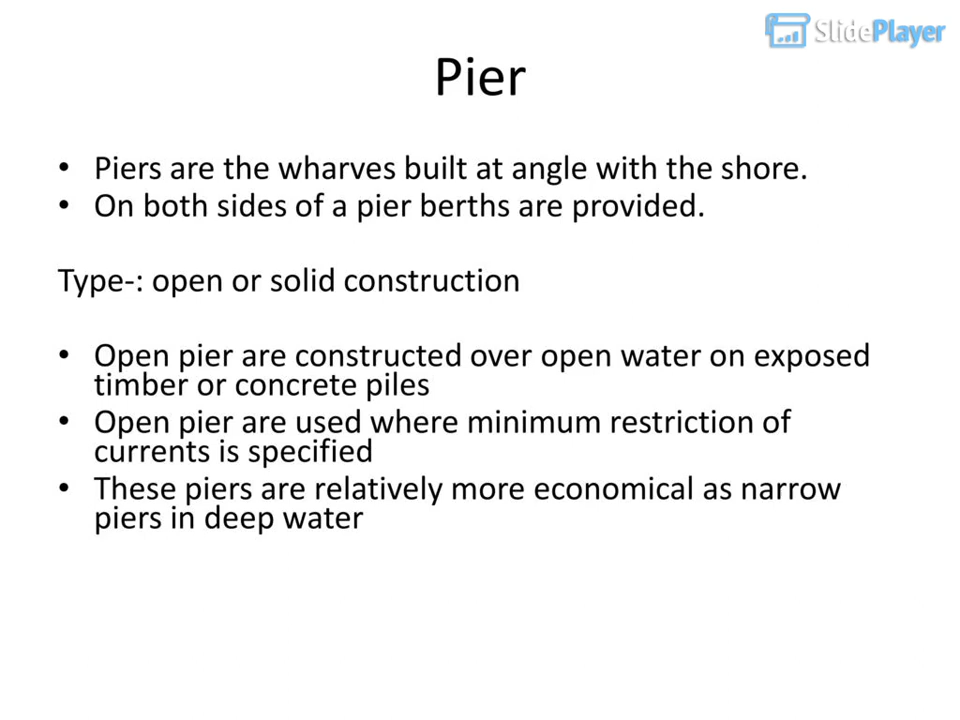 SlidePlayer
Pier
• Piers are the wharves built at angle with the shore.
• On both sides of a pier berths are provided.
Type-: open or solid construction
• Open pier are constructed over open water on exposed
timber or concrete piles
• Open pier are used where minimum restriction of
currents is specified
• These piers are relatively more economical as narrow
piers in deep water